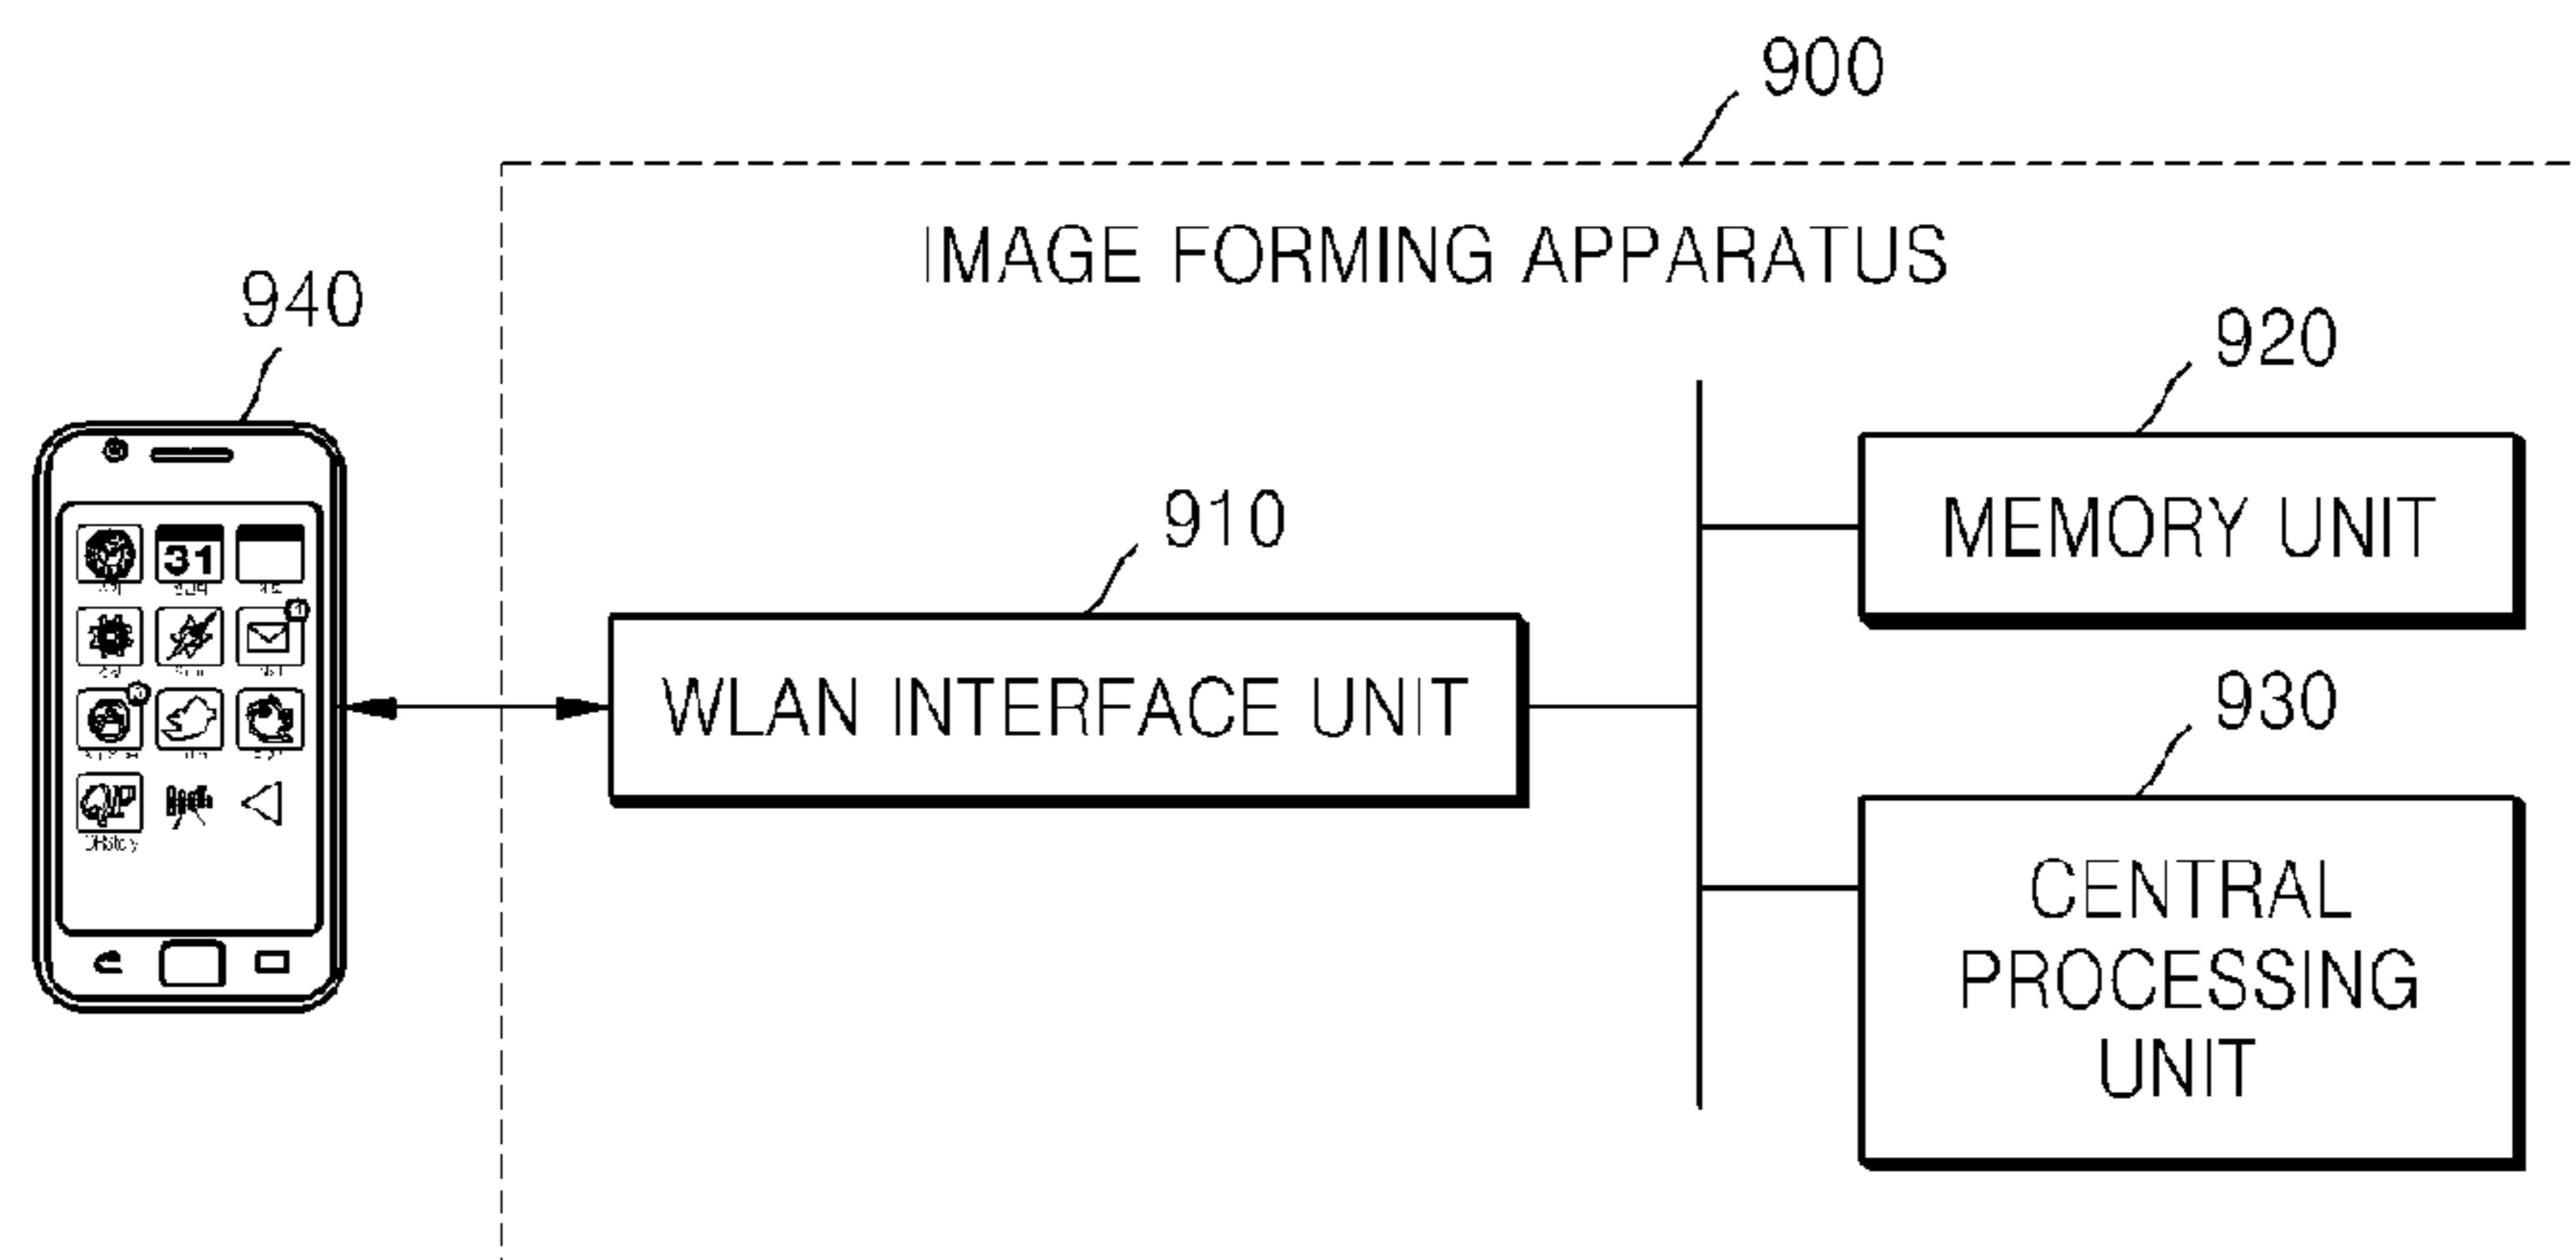 900
IMAGE FORMING APPARATUS
940
920
MEMORY UNIT
910
WLAN INTERFACE UNIT
930
CENTRAL
PROCESSING
UNIT
31